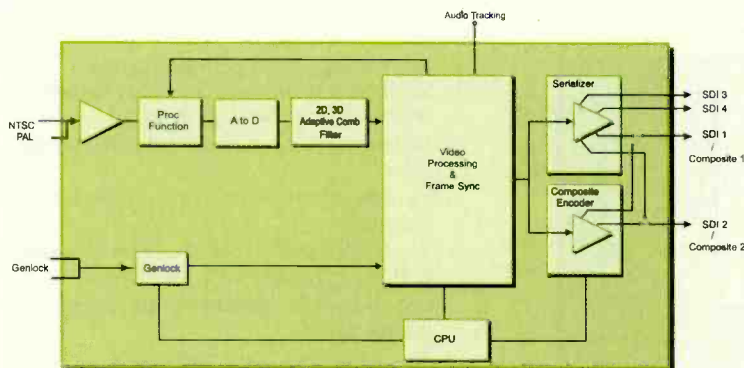 Audio Tracking
NTSC
PAL
Proc
Function
A to D
2D, 3D
Adaptive Comb
Filter
Video
Processing
&
Frame Sync
Serializer
SDI 3
SDI 4
SDI 1
/
Composite 1
Composite
Encoder
SDI 2
/
Composite 2
Genlock
Genlock
CPU